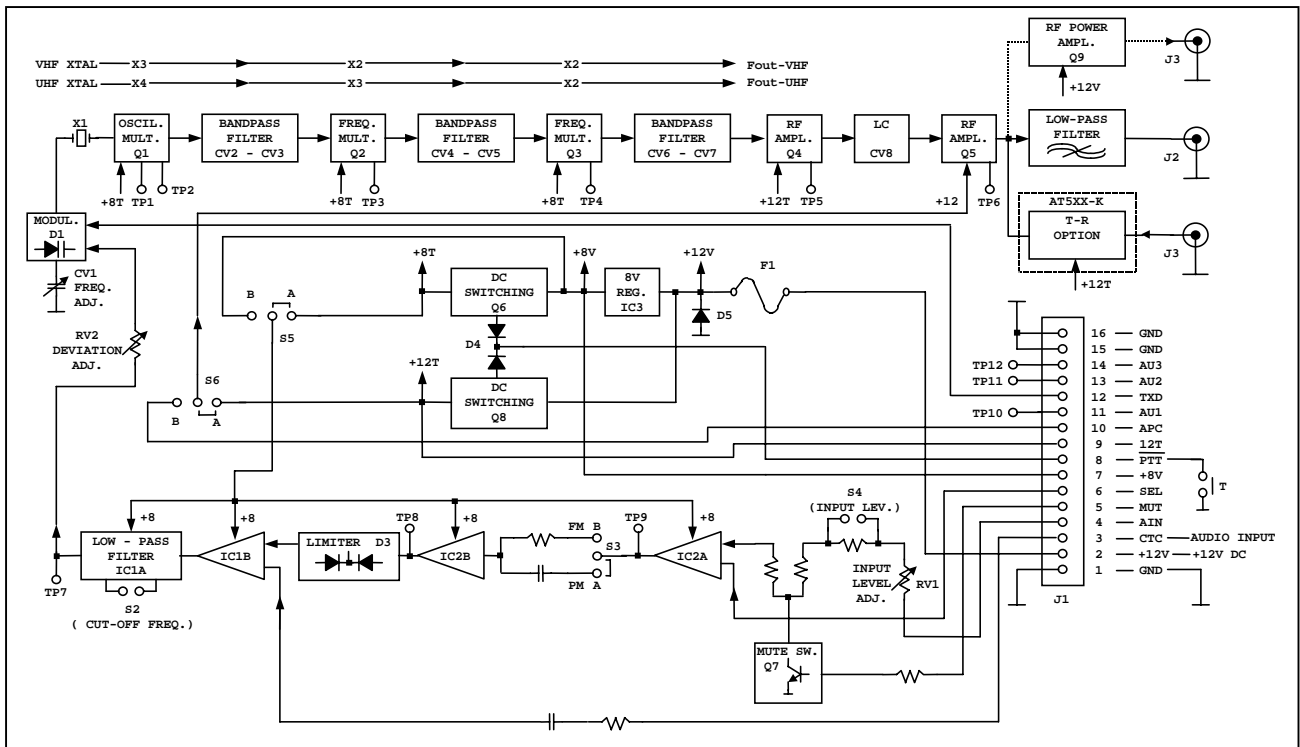 RF POWER
AMPL.
Q9
+12V
J3
VHF XTAL X3 X2 X2 Fout-VHF
UHF XTAL X4 X3 X2 Fout-UHF
X1
OSCIL.
MULT.
Q1
BANDPASS
FILTER
CV2 - CV3
FREQ.
MULT.
Q2
BANDPASS
FILTER
CV4 - CV5
FREQ.
MULT.
Q3
BANDPASS
FILTER
CV6 - CV7
RF
AMPL.
Q4
LC
CV8
RF
AMPL.
Q5
LOW-PASS
FILTER
J2
+8T TP1 TP2
+8T TP3
+8T TP4
+12T TP5
+12 TP6
AT5XX-K
T-R
OPTION
+12T
J3
MODUL.
D1
CV1
FREQ.
ADJ.
RV2
DEVIATION
ADJ.
B A
S5
+8T
DC
SWITCHING
Q6
+8V
8V
REG.
IC3
+12V
F1
D5
D4
S6
B A
+12T
DC
SWITCHING
Q8
16 GND
15 GND
TP12 14 AU3
TP11 13 AU2
12 TXD
TP10 11 AU1
10 APC
9 12T
8 PTT
T
7 +8V
6 SEL
5 MUT
4 AIN
3 CTC AUDIO INPUT
2 +12V +12V DC
1 GND
J1
+8
LOW - PASS
FILTER
IC1A
TP7
S2
( CUT-OFF FREQ.)
+8
IC1B
LIMITER D3
TP8
+8
IC2B
FM B
S3
PM A
TP9
+8
IC2A
S4
(INPUT LEV.)
INPUT
LEVEL
ADJ.
RV1
MUTE SW.
Q7